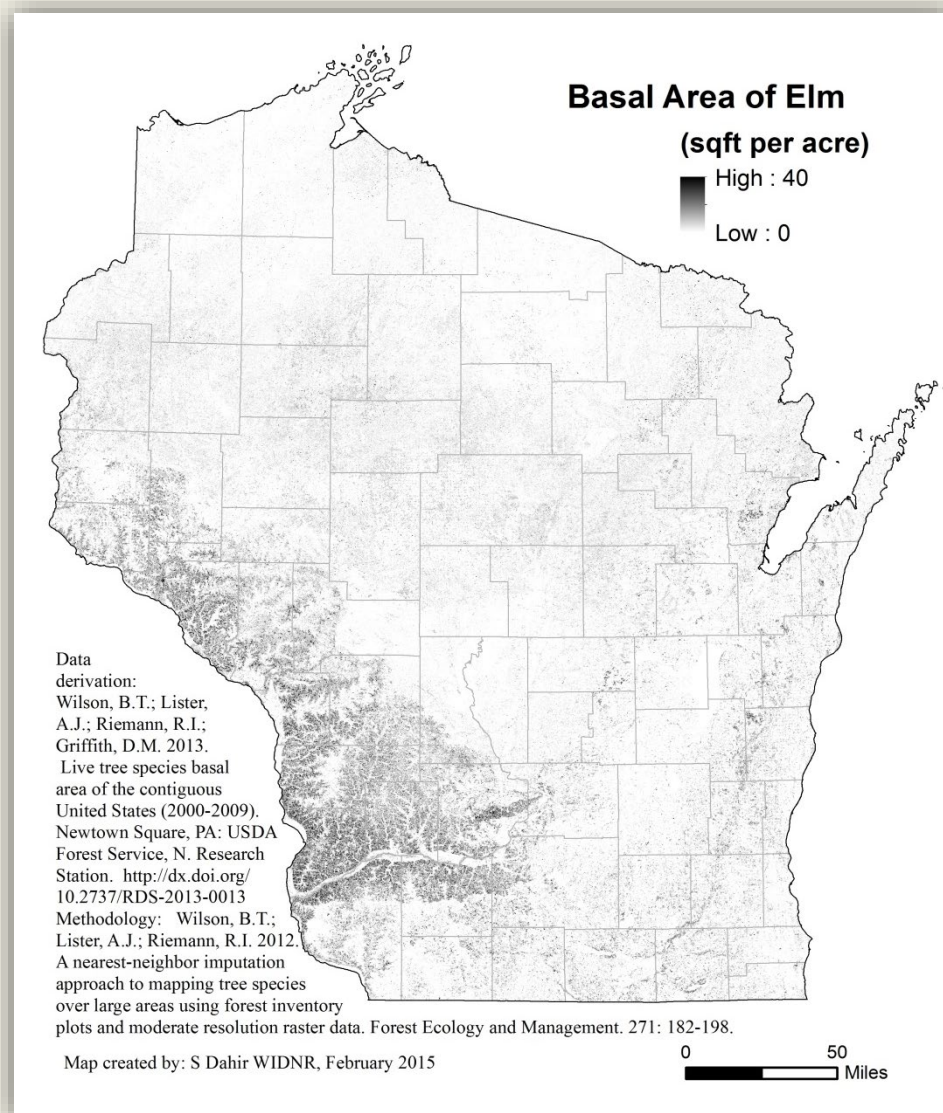 Basal Area of Elm
(sqft per acre)
High : 40
Low : 0
Data
derivation:
Wilson, B.T.; Lister,
A.J.; Riemann, R.I.;
Griffith, D.M. 2013.
Live tree species basal
area of the contiguous
United States (2000-2009).
Newtown Square, PA: USDA
Forest Service, N. Research
Station. http://dx.doi.org/
10.2737/RDS-2013-0013
Methodology: Wilson, B.T.;
Lister, A.J.; Riemann, R.I. 2012.
A nearest-neighbor imputation
approach to mapping tree species
over large areas using forest inventory
plots and moderate resolution raster data. Forest Ecology and Management. 271: 182-198.
Map created by: S Dahir WIDNR, February 2015
0 50
Miles